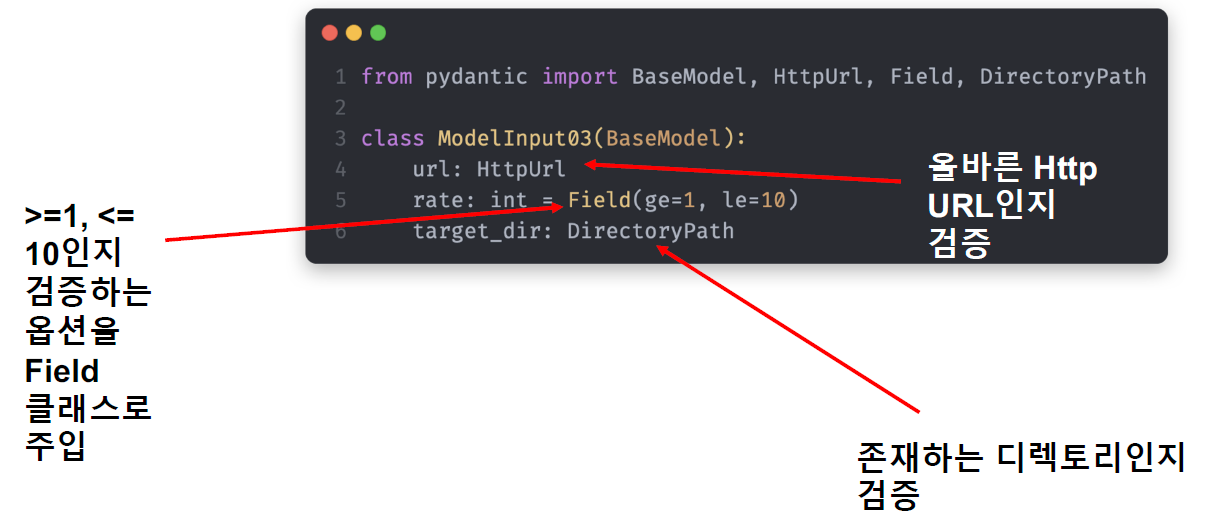 1 from pydantic import BaseModel, HttpUrl, Field, DirectoryPath
2
3 class ModelInput03(BaseModel):
4     url: HttpUrl
5     rate: int = Field(ge=1, le=10)
6     target_dir: DirectoryPath
올바른 Http
URL인지
검증
>=1, <=
10인지
검증하는
옵션을
Field
클래스로
주입
존재하는 디렉토리인지
검증